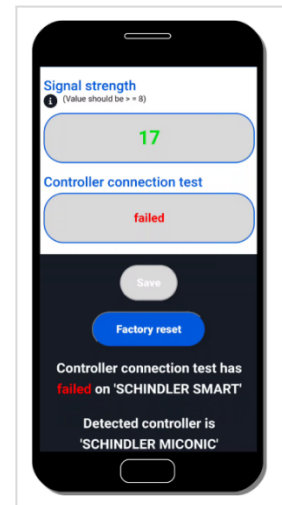 Signal strength
i (Value should be > = 8)
17
Controller connection test
failed
Save
Factory reset
Controller connection test has
failed on 'SCHINDLER SMART'
Detected controller is
'SCHINDLER MICONIC'